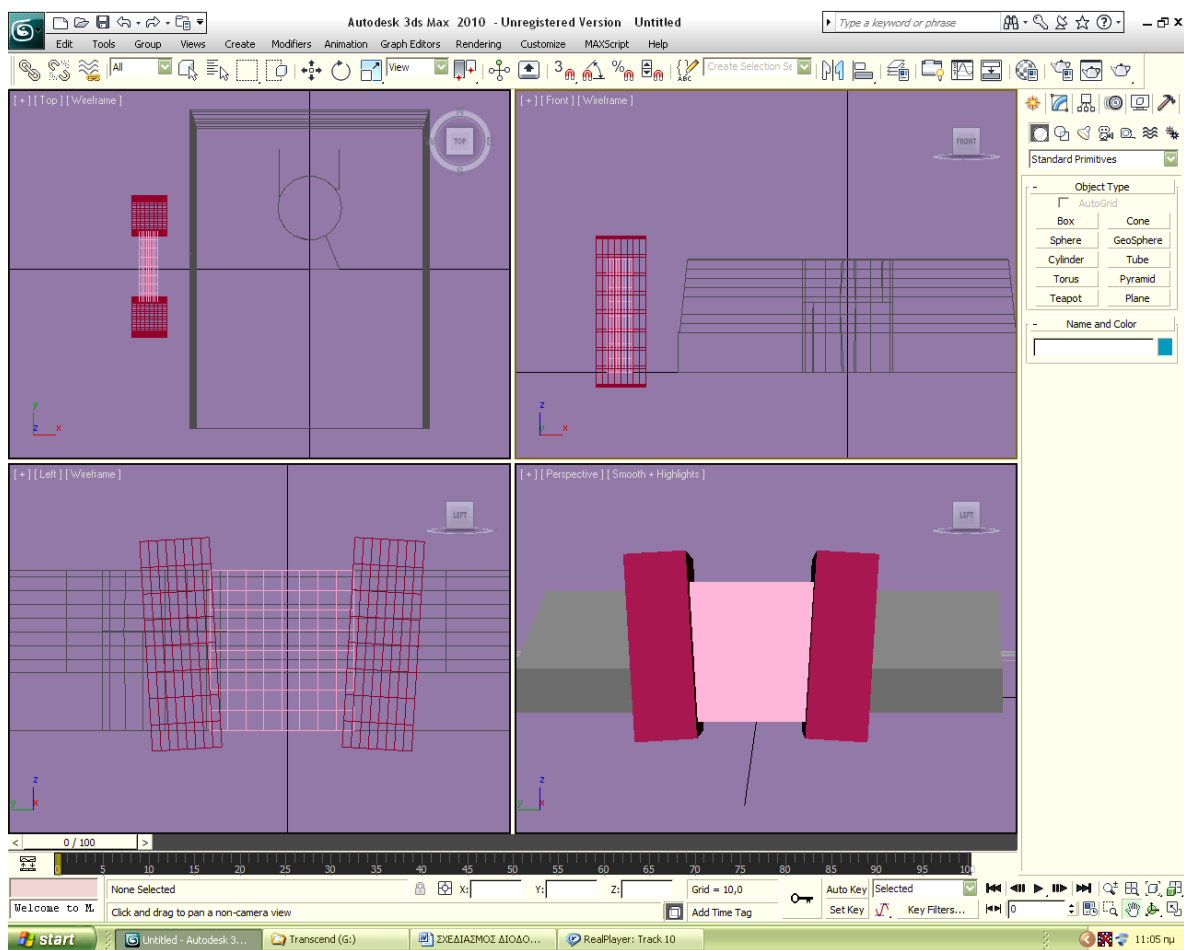 Autodesk 3ds Max 2010 - Unregistered Version Untitled
Type a keyword or phrase
Edit Tools Group Views Create Modifiers Animation Graph Editors Rendering Customize MAXScript Help
All View 3 % ABC Create Selection Se
[ + ] [ Top ] [ Wireframe ]
[ + ] [ Front ] [ Wireframe ]
TOP
FRONT
Standard Primitives
- Object Type
AutoGrid
Box Cone
Sphere GeoSphere
Cylinder Tube
Torus Pyramid
Teapot Plane
- Name and Color
y
z x
z
y x
[ + ] [ Left ] [ Wireframe ]
[ + ] [ Perspective ] [ Smooth + Highlights ]
LEFT
LEFT
z
y x
z
y x
< 0 / 100 >
0 5 10 15 20 25 30 35 40 45 50 55 60 65 70 75 80 85 90 95 100
None Selected X: Y: Z: Grid = 10,0 Auto Key Selected
Welcome to M Click and drag to pan a non-camera view Add Time Tag Set Key Key Filters... 0
start Untitled - Autodesk 3... Transcend (G:) ΣΧΕΔΙΑΣΜΟΣ ΔΙΟΔΟ... RealPlayer: Track 10 11:05 πμ